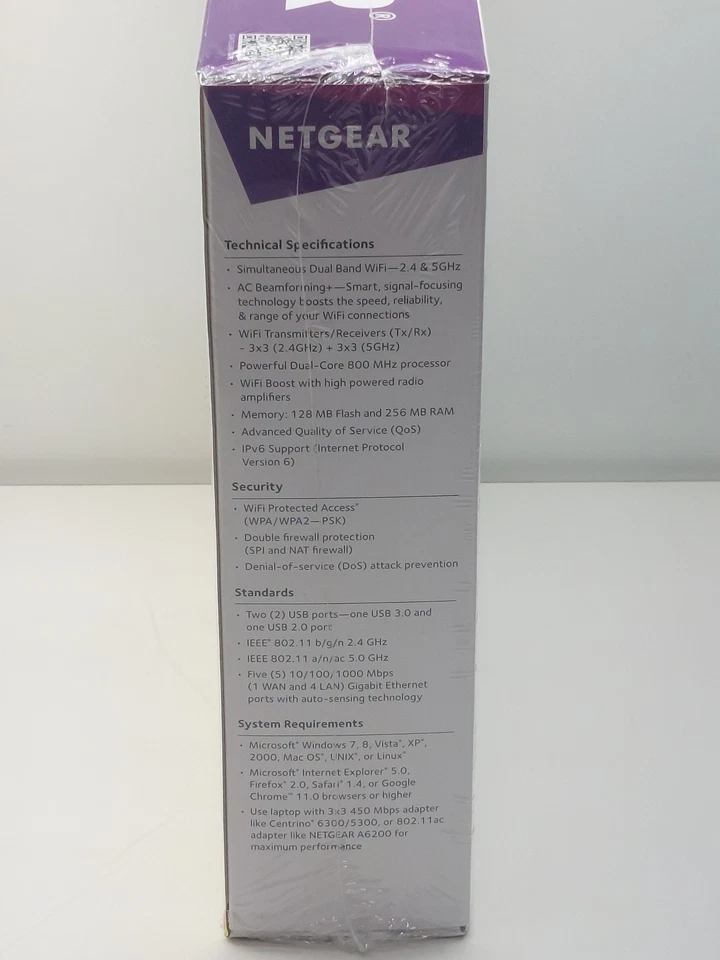 R®
NETGEAR®
Technical Specifications
• Simultaneous Dual Band WiFi—2.4 & 5GHz
• AC Beamforming+—Smart, signal-focusing
technology boosts the speed, reliability,
& range of your WiFi connections
• WiFi Transmitters/Receivers (Tx/Rx)
- 3x3 (2.4GHz) + 3x3 (5GHz)
• Powerful Dual-Core 800 MHz processor
• WiFi Boost with high powered radio
amplifiers
• Memory: 128 MB Flash and 256 MB RAM
• Advanced Quality of Service (QoS)
• IPv6 Support (Internet Protocol
Version 6)
Security
• WiFi Protected Access®
(WPA/WPA2—PSK)
• Double firewall protection
(SPI and NAT firewall)
• Denial-of-service (DoS) attack prevention
Standards
• Two (2) USB ports—one USB 3.0 and
one USB 2.0 port
• IEEE® 802.11 b/g/n 2.4 GHz
• IEEE 802.11 a/n/ac 5.0 GHz
• Five (5) 10/100/1000 Mbps
(1 WAN and 4 LAN) Gigabit Ethernet
ports with auto-sensing technology
System Requirements
• Microsoft® Windows 7, 8, Vista®, XP®,
2000, Mac OS®, UNIX®, or Linux®
• Microsoft® Internet Explorer® 5.0,
Firefox® 2.0, Safari® 1.4, or Google
Chrome™ 11.0 browsers or higher
• Use laptop with 3x3 450 Mbps adapter
like Centrino® 6300/5300, or 802.11ac
adapter like NETGEAR A6200 for
maximum performance